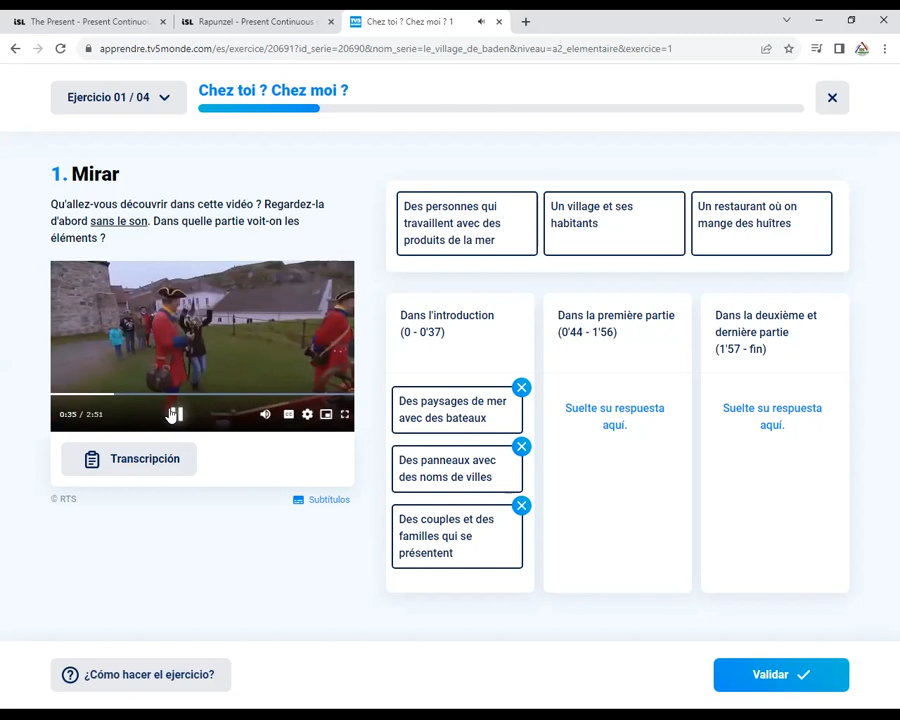 The Present - Present Continuou
Rapunzel - Present Continuous
Chez toi ? Chez moi ? 1
apprendre.tv5monde.com/es/exercice/20691?id_serie=20690&nom_serie=le_village_de_baden&niveau=a2_elementaire&exercice=1
Ejercicio 01 / 04
Chez toi ? Chez moi ?
1. Mirar
Qu'allez-vous découvrir dans cette vidéo ? Regardez-la
d'abord sans le son. Dans quelle partie voit-on les
éléments ?
0:35 / 2:51
Transcripción
© RTS
Subtítulos
Des personnes qui
travaillent avec des
produits de la mer
Un village et ses
habitants
Un restaurant où on
mange des huîtres
Dans l'introduction
(0 - 0'37)
Des paysages de mer
avec des bateaux
Des panneaux avec
des noms de villes
Des couples et des
familles qui se
présentent
Dans la première partie
(0'44 - 1'56)
Suelte su respuesta
aquí.
Dans la deuxième et
dernière partie
(1'57 - fin)
Suelte su respuesta
aquí.
¿Cómo hacer el ejercicio?
Validar